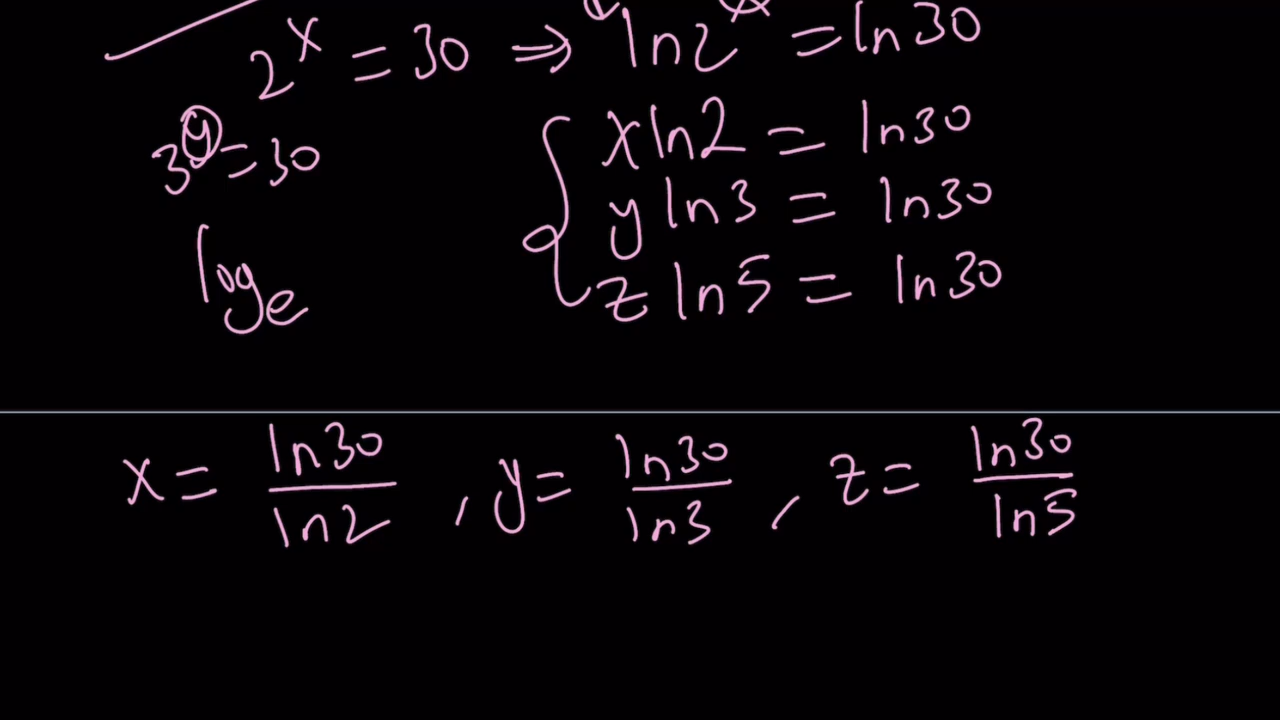 2^x = 30 ⇒ ln2^x = ln30
3^y = 30
x ln2 = ln30
y ln3 = ln30
z ln5 = ln30
log_e
x = ln30/ln2 , y = ln30/ln3 , z = ln30/ln5